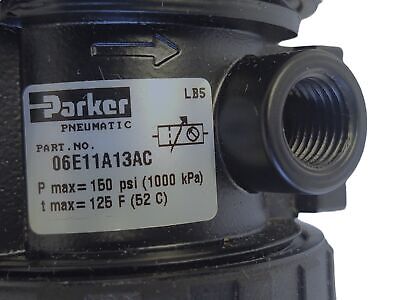 Parker LB5
PNEUMATIC
PART. NO.
06E11A13AC
P max = 150 psi (1000 kPa)
t max = 125 F (52 C)